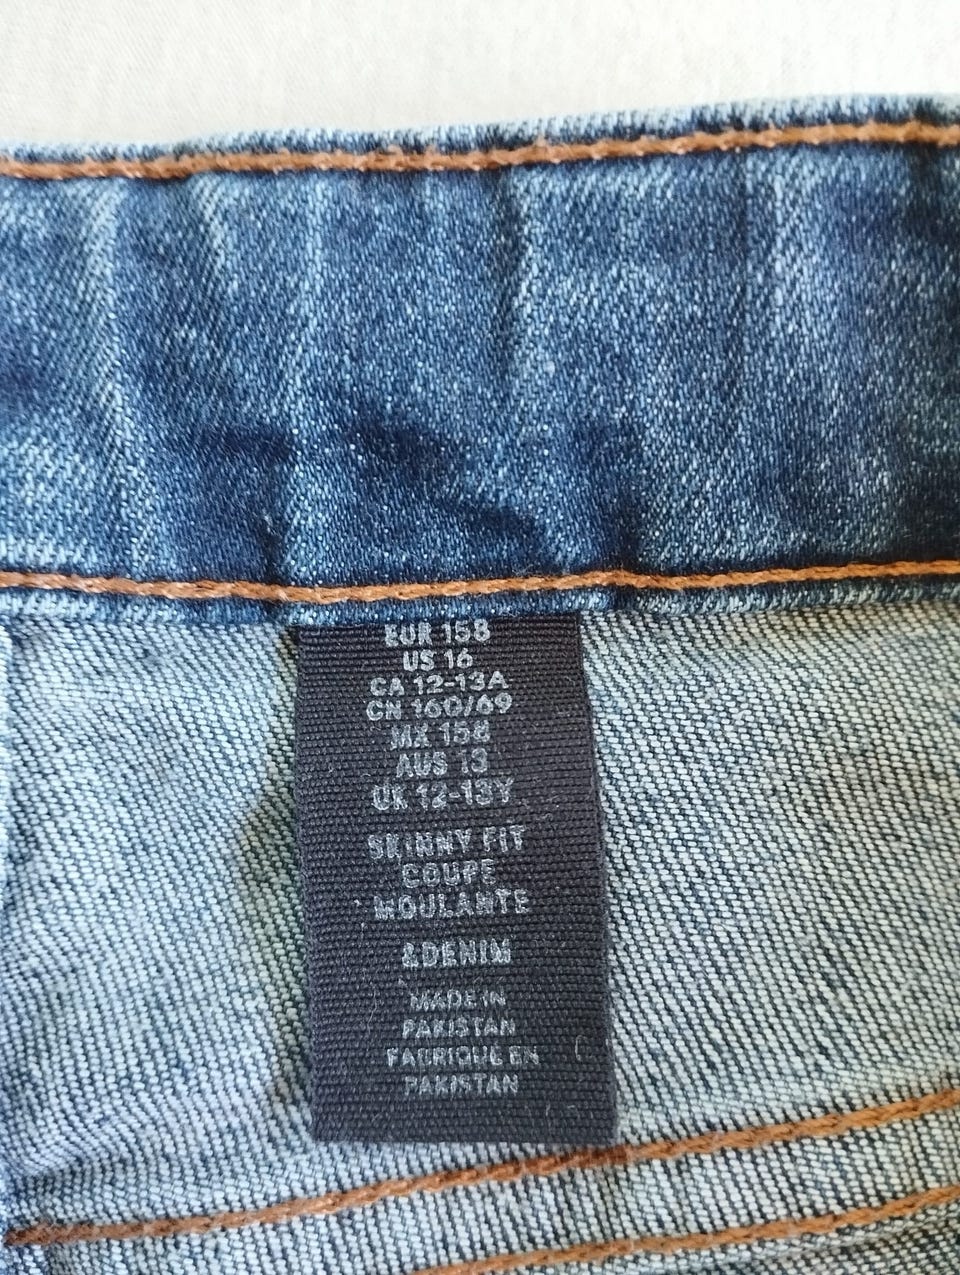 EUR 158
US 16
CA 12-13A
CN 160/69
MX 158
AUS 13
UK 12-13Y
SKINNY FIT
COUPE
MOULANTE
&DENIM
MADE IN
PAKISTAN
FABRIQUÉ EN
PAKISTAN